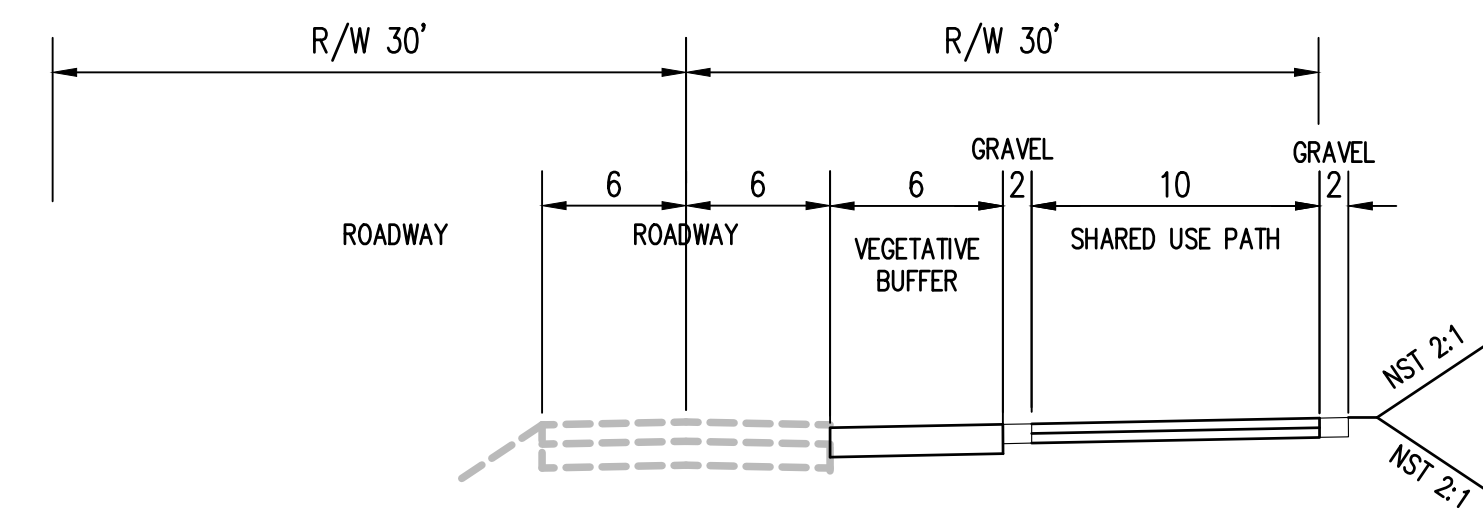 R/W 30' R/W 30'
GRAVEL GRAVEL
6 6 6 2 10 2
ROADWAY ROADWAY SHARED USE PATH
VEGETATIVE
BUFFER
NST 2:1
NST 2:1